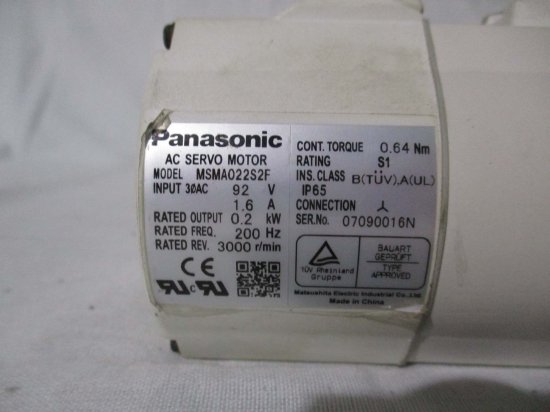 Panasonic
AC SERVO MOTOR
MODEL MSMA022S2F
INPUT 3ØAC 92 V
1.6 A
RATED OUTPUT 0.2 kW
RATED FREQ. 200 Hz
RATED REV. 3000 r/min
CONT. TORQUE 0.64 Nm
RATING S1
INS. CLASS B(TÜV),A(UL)
IP65
CONNECTION 人
SER.No. 07090016N
CE
TÜV Rheinland
Gruppe
BAUART
GEPRÜFT
TYPE
APPROVED
Matsushita Electric Industrial Co.,Ltd.
Made in China